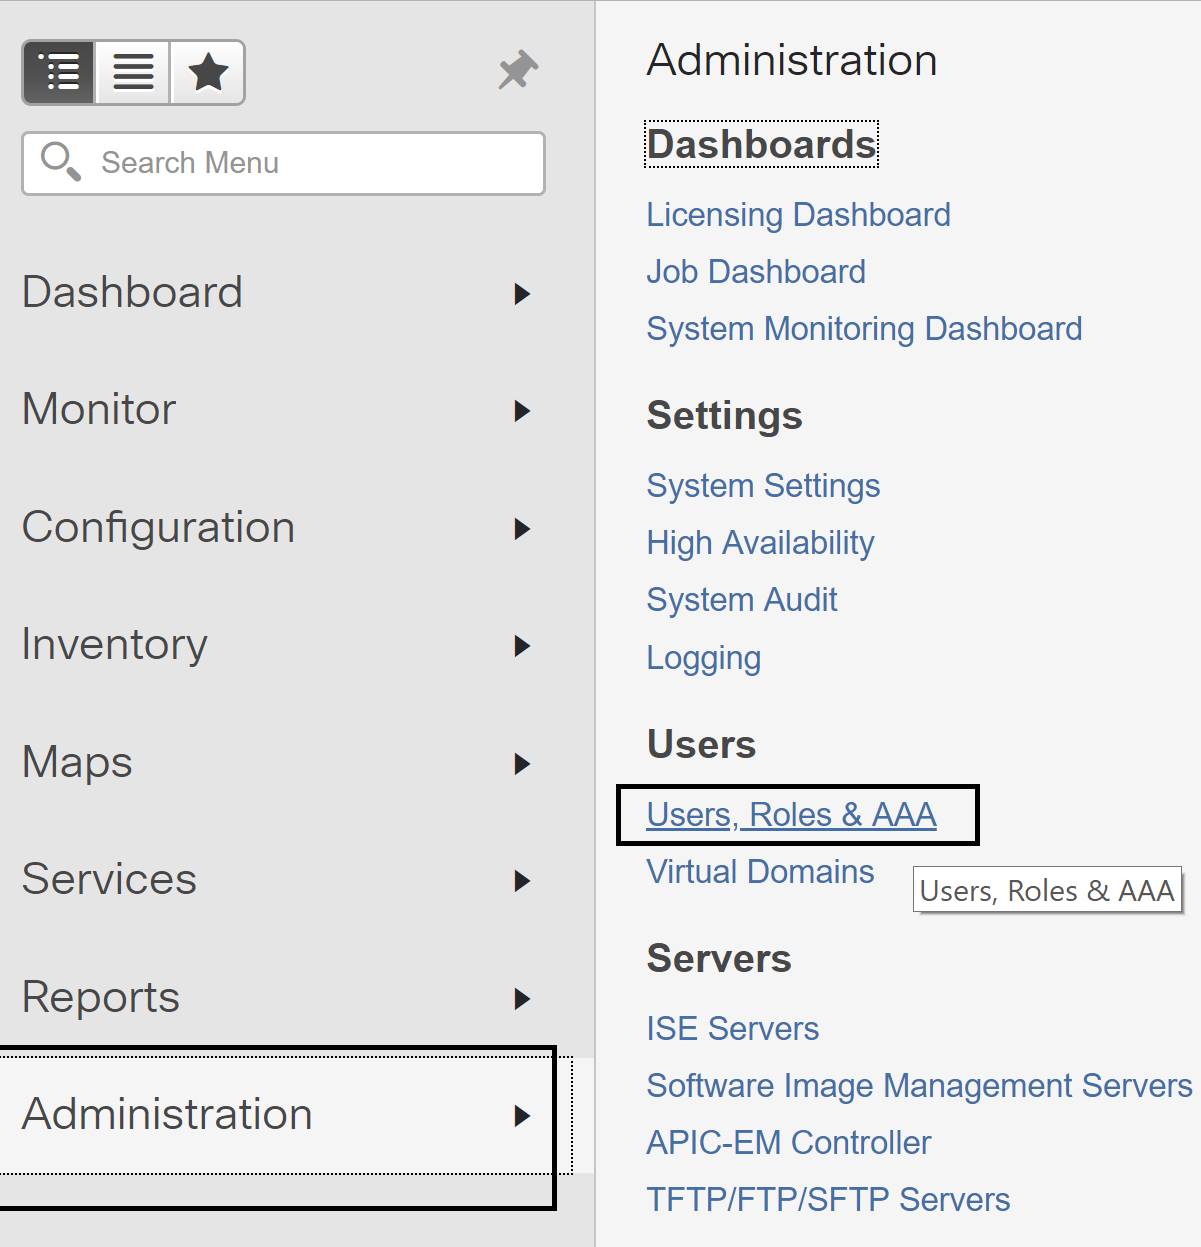 Search Menu
Dashboard
Monitor
Configuration
Inventory
Maps
Services
Reports
Administration
Administration
Dashboards
Licensing Dashboard
Job Dashboard
System Monitoring Dashboard
Settings
System Settings
High Availability
System Audit
Logging
Users
Users, Roles & AAA
Virtual Domains
Users, Roles & AAA
Servers
ISE Servers
Software Image Management Servers
APIC-EM Controller
TFTP/FTP/SFTP Servers